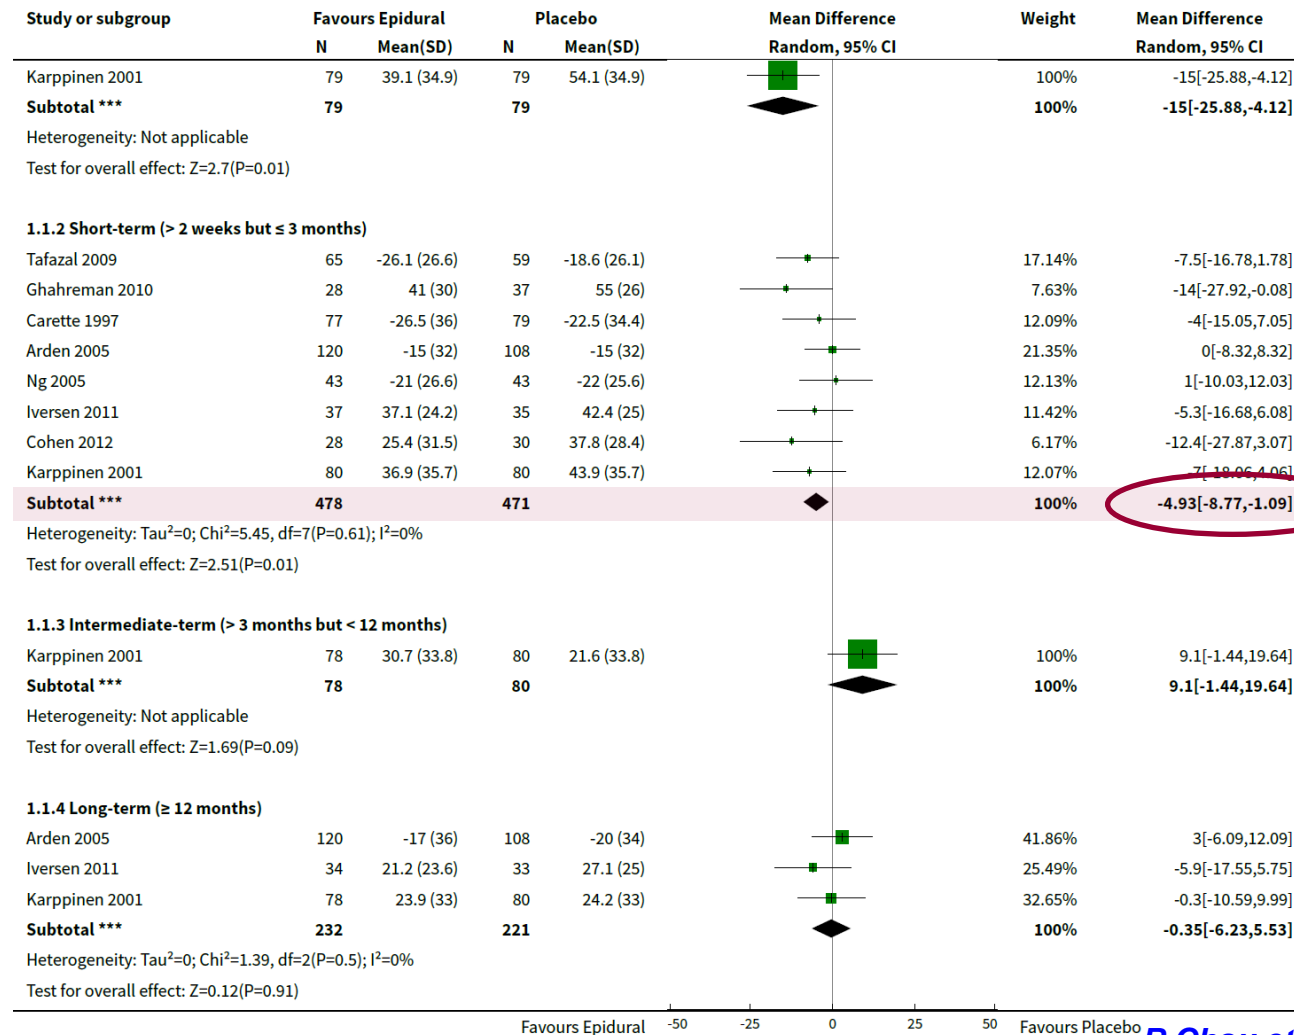 Study or subgroup Favours Epidural Placebo Mean Difference Weight Mean Difference
N Mean(SD) N Mean(SD) Random, 95% CI Random, 95% CI
Karppinen 2001 79 39.1 (34.9) 79 54.1 (34.9) 100% -15[-25.88,-4.12]
Subtotal *** 79 79 100% -15[-25.88,-4.12]
Heterogeneity: Not applicable
Test for overall effect: Z=2.7(P=0.01)
1.1.2 Short-term (> 2 weeks but ≤ 3 months)
Tafazal 2009 65 -26.1 (26.6) 59 -18.6 (26.1) 17.14% -7.5[-16.78,1.78]
Ghahreman 2010 28 41 (30) 37 55 (26) 7.63% -14[-27.92,-0.08]
Carette 1997 77 -26.5 (36) 79 -22.5 (34.4) 12.09% -4[-15.05,7.05]
Arden 2005 120 -15 (32) 108 -15 (32) 21.35% 0[-8.32,8.32]
Ng 2005 43 -21 (26.6) 43 -22 (25.6) 12.13% 1[-10.03,12.03]
Iversen 2011 37 37.1 (24.2) 35 42.4 (25) 11.42% -5.3[-16.68,6.08]
Cohen 2012 28 25.4 (31.5) 30 37.8 (28.4) 6.17% -12.4[-27.87,3.07]
Karppinen 2001 80 36.9 (35.7) 80 43.9 (35.7) 12.07% -7[-18.06,4.06]
Subtotal *** 478 471 100% -4.93[-8.77,-1.09]
Heterogeneity: Tau²=0; Chi²=5.45, df=7(P=0.61); I²=0%
Test for overall effect: Z=2.51(P=0.01)
1.1.3 Intermediate-term (> 3 months but < 12 months)
Karppinen 2001 78 30.7 (33.8) 80 21.6 (33.8) 100% 9.1[-1.44,19.64]
Subtotal *** 78 80 100% 9.1[-1.44,19.64]
Heterogeneity: Not applicable
Test for overall effect: Z=1.69(P=0.09)
1.1.4 Long-term (≥ 12 months)
Arden 2005 120 -17 (36) 108 -20 (34) 41.86% 3[-6.09,12.09]
Iversen 2011 34 21.2 (23.6) 33 27.1 (25) 25.49% -5.9[-17.55,5.75]
Karppinen 2001 78 23.9 (33) 80 24.2 (33) 32.65% -0.3[-10.59,9.99]
Subtotal *** 232 221 100% -0.35[-6.23,5.53]
Heterogeneity: Tau²=0; Chi²=1.39, df=2(P=0.5); I²=0%
Test for overall effect: Z=0.12(P=0.91)
Favours Epidural -50 -25 0 25 50 Favours Placebo